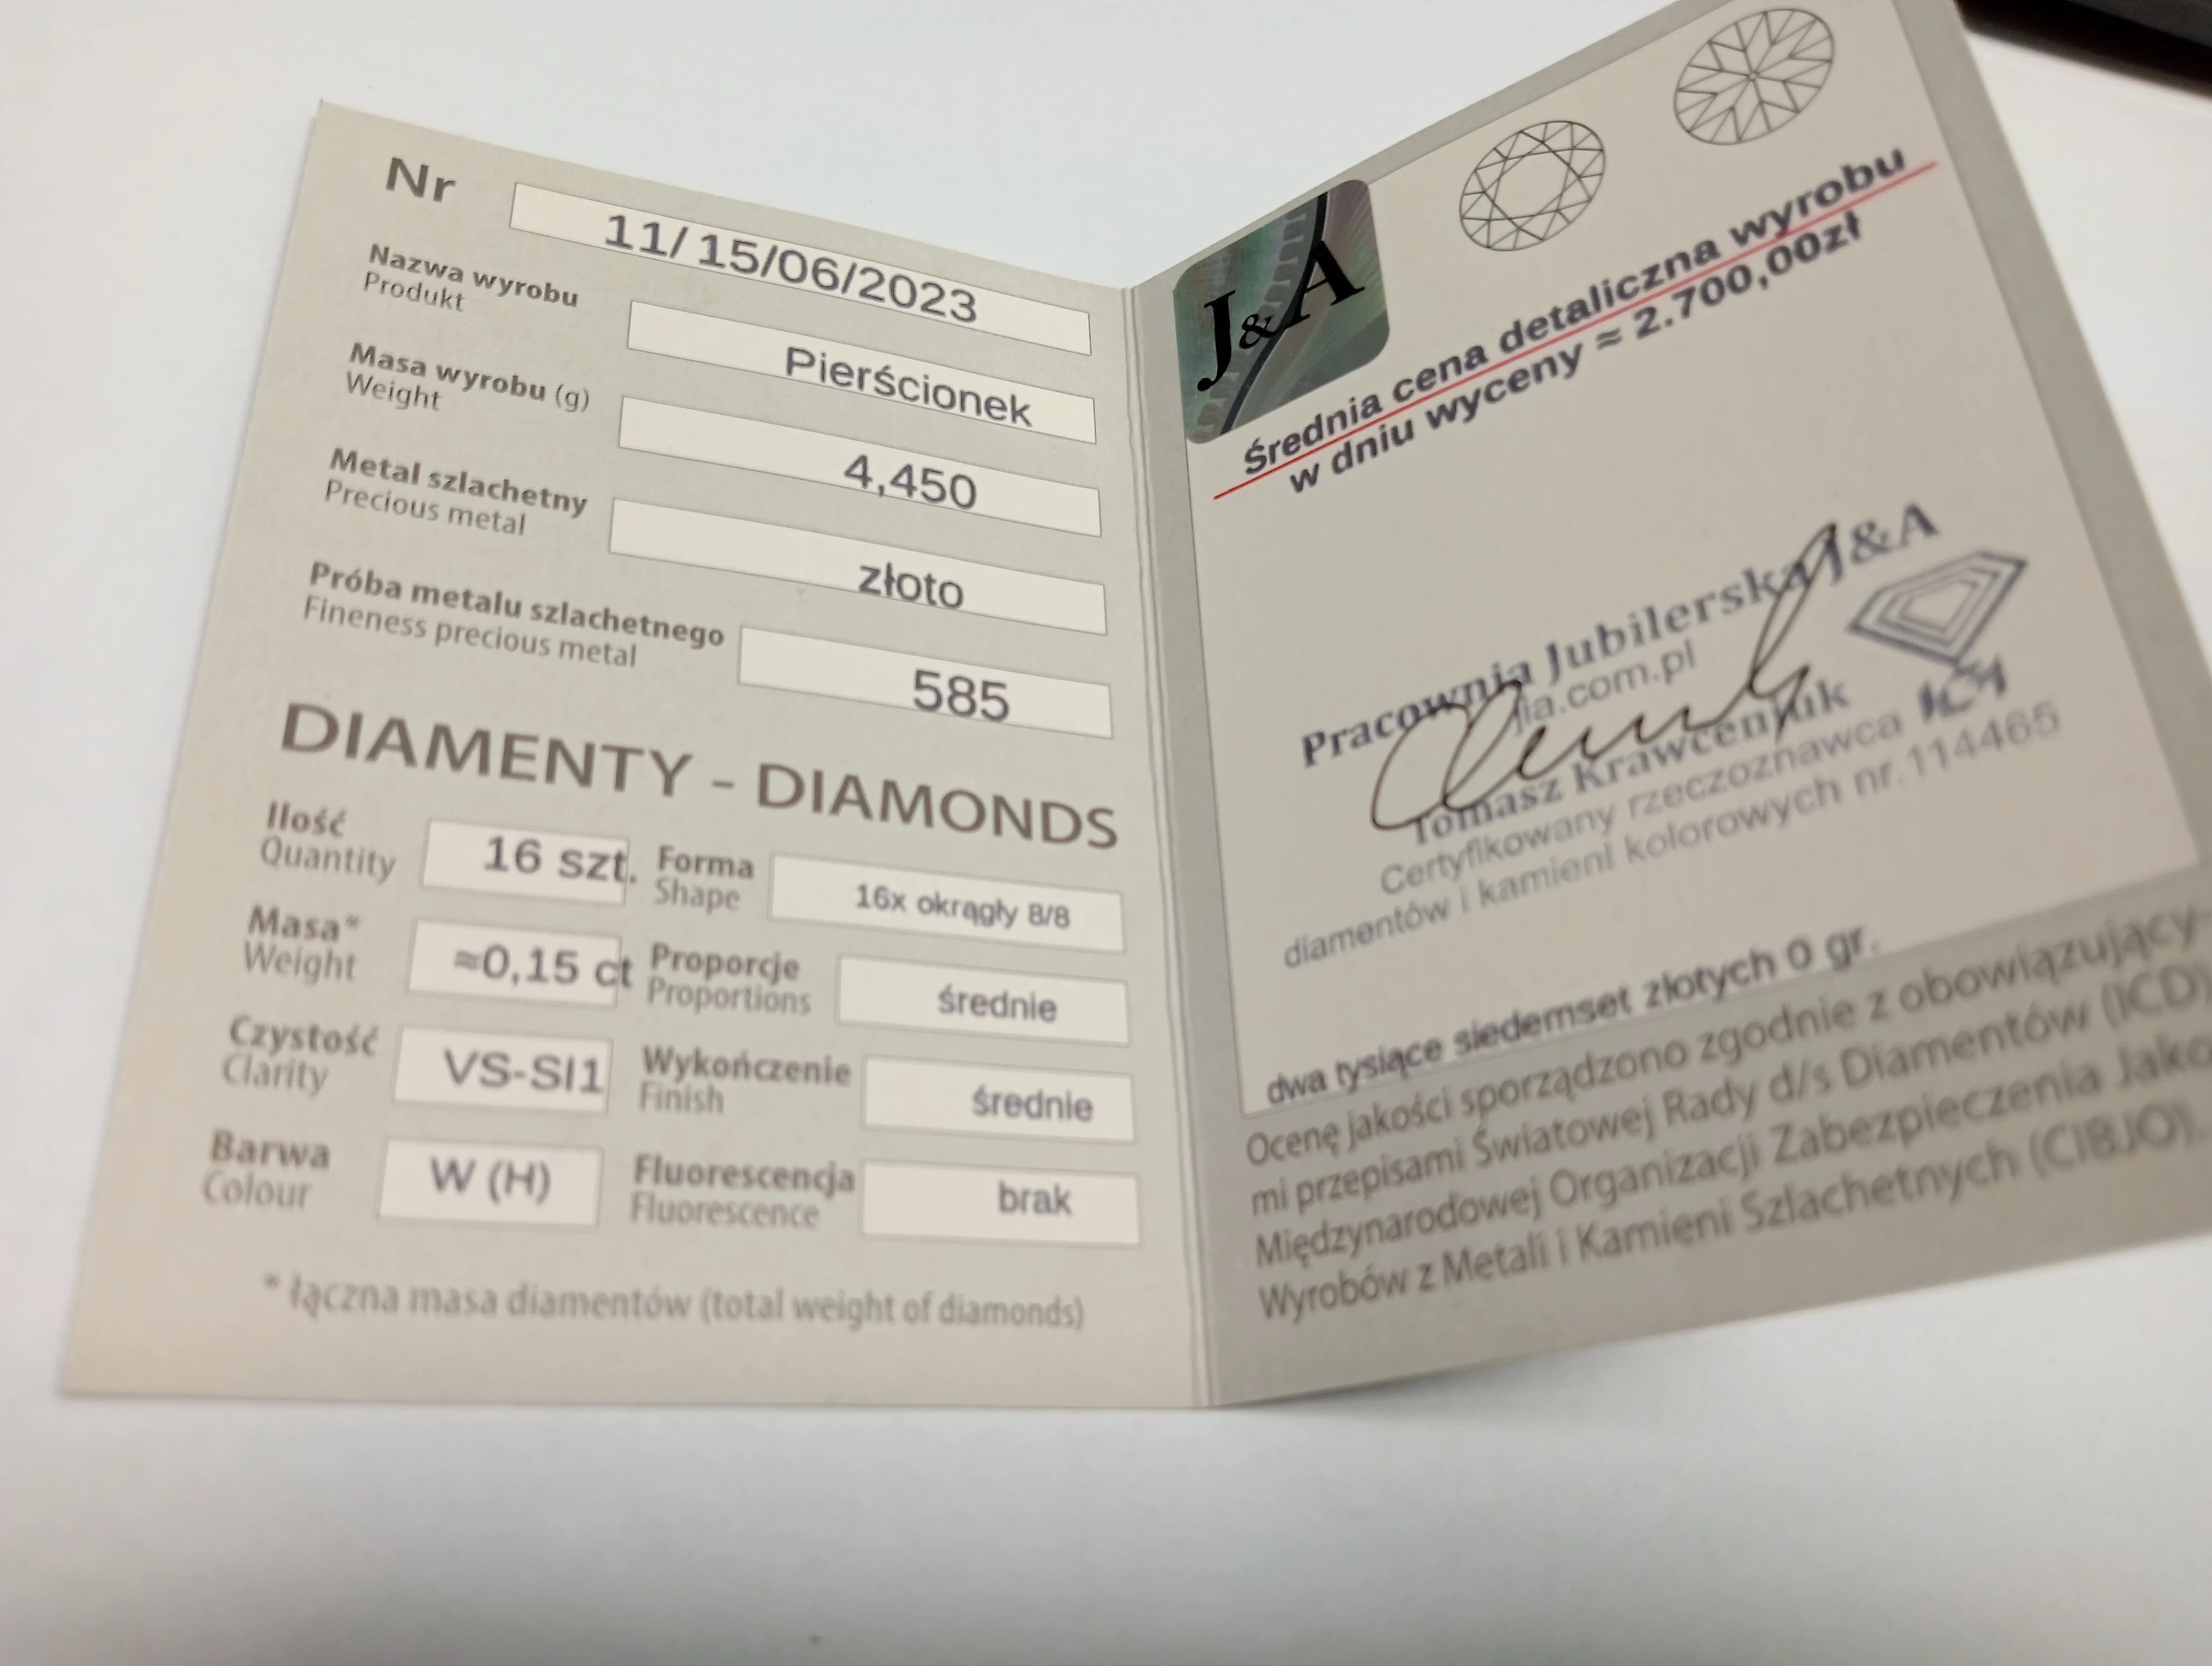 Nr 11/ 15/06/2023
Nazwa wyrobu
Produkt
Pierścionek
Masa wyrobu (g)
Weight
4,450
Metal szlachetny
Precious metal
złoto
Próba metalu szlachetnego
Fineness precious metal
585
DIAMENTY - DIAMONDS
Ilość
Quantity
16 szt.
Forma
Shape
16x okrągły 8/8
Masa*
Weight
≈0,15 ct
Proporcje
Proportions
średnie
Czystość
Clarity
VS-SI1
Wykończenie
Finish
średnie
Barwa
Colour
W (H)
Fluorescencja
Fluorescence
brak
* łączna masa diamentów (total weight of diamonds)
J&A
Średnia cena detaliczna wyrobu
w dniu wyceny ≈ 2.700,00zł
Pracownia Jubilerska J&A
jia.com.pl
Tomasz Krawceniuk
Certyfikowany rzeczoznawca
diamentów i kamieni kolorowych nr. 114465
dwa tysiące siedemset złotych 0 gr.
Ocenę jakości sporządzono zgodnie z obowiązujący
mi przepisami Światowej Rady d/s Diamentów (ICD)
Międzynarodowej Organizacji Zabezpieczenia Jako
Wyrobów z Metali i Kamieni Szlachetnych (CIBJO).